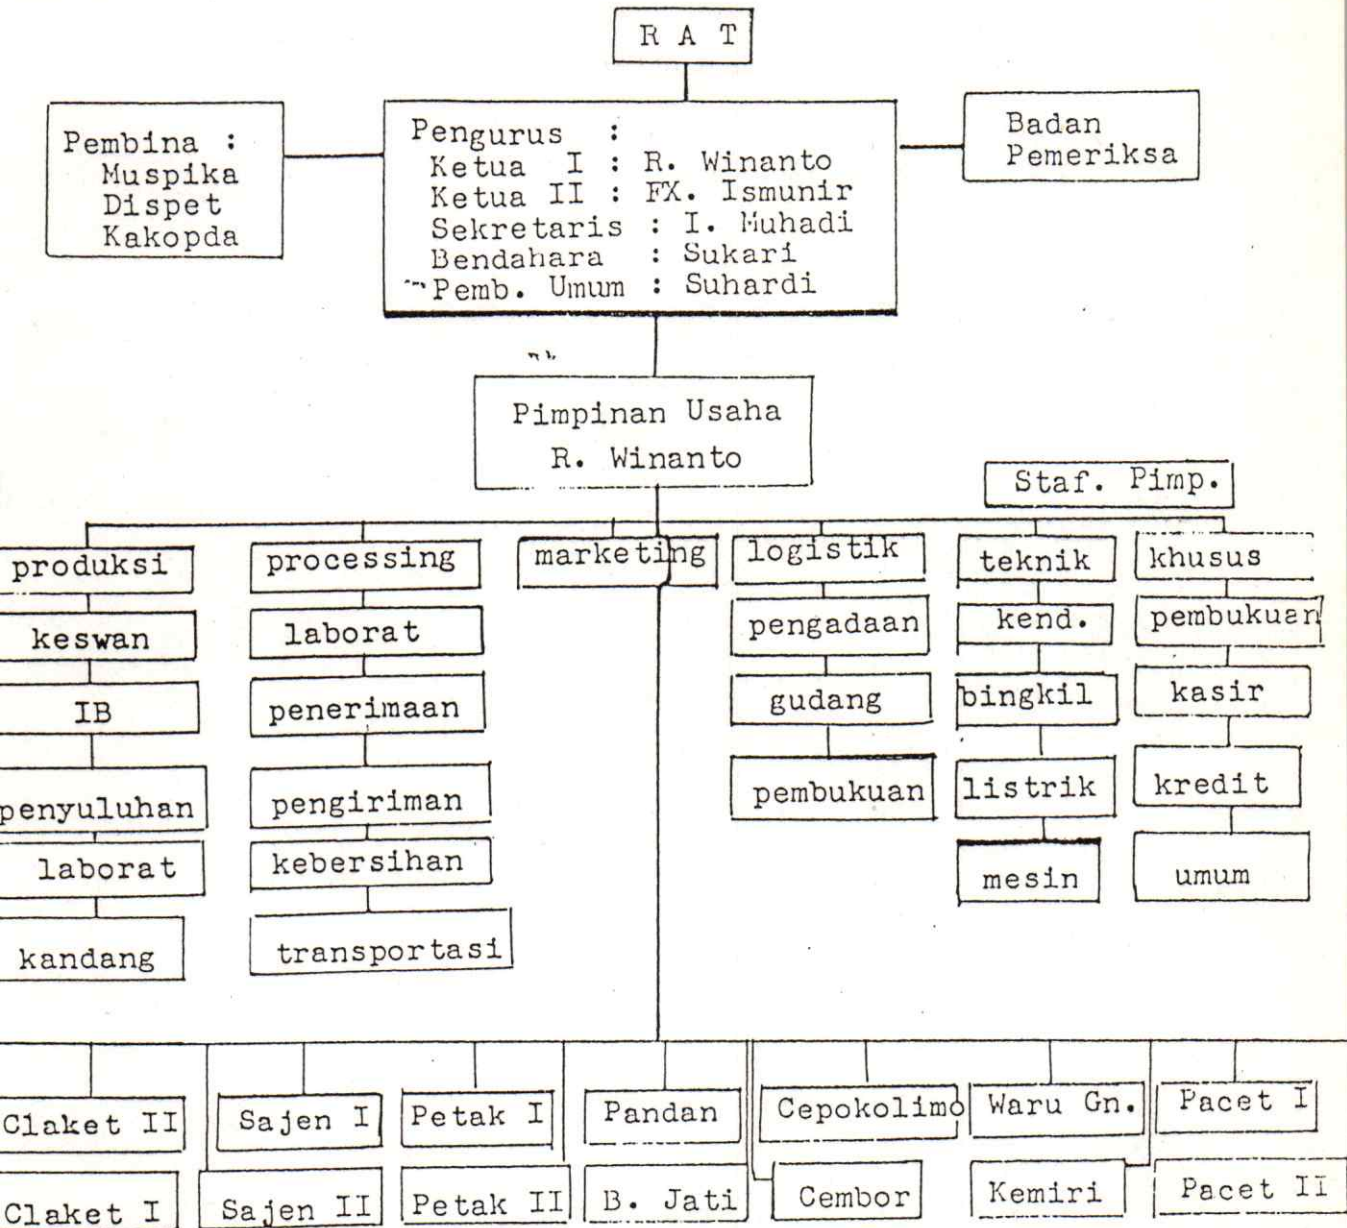 R A T
Pembina :
Muspika
Dispet
Kakopda
Pengurus :
Ketua I : R. Winanto
Ketua II : FX. Ismunir
Sekretaris : I. Muhadi
Bendahara : Sukari
Pemb. Umum : Suhardi
Badan
Pemeriksa
Pimpinan Usaha
R. Winanto
Staf. Pimp.
produksi
keswan
IB
penyuluhan
laborat
kandang
processing
laborat
penerimaan
pengiriman
kebersihan
transportasi
marketing
logistik
pengadaan
gudang
pembukuan
teknik
kend.
bingkil
listrik
mesin
khusus
pembukuan
kasir
kredit
umum
Claket II
Sajen I
Petak I
Pandan
Cepokolimo
Waru Gn.
Pacet I
Claket I
Sajen II
Petak II
B. Jati
Cembor
Kemiri
Pacet II